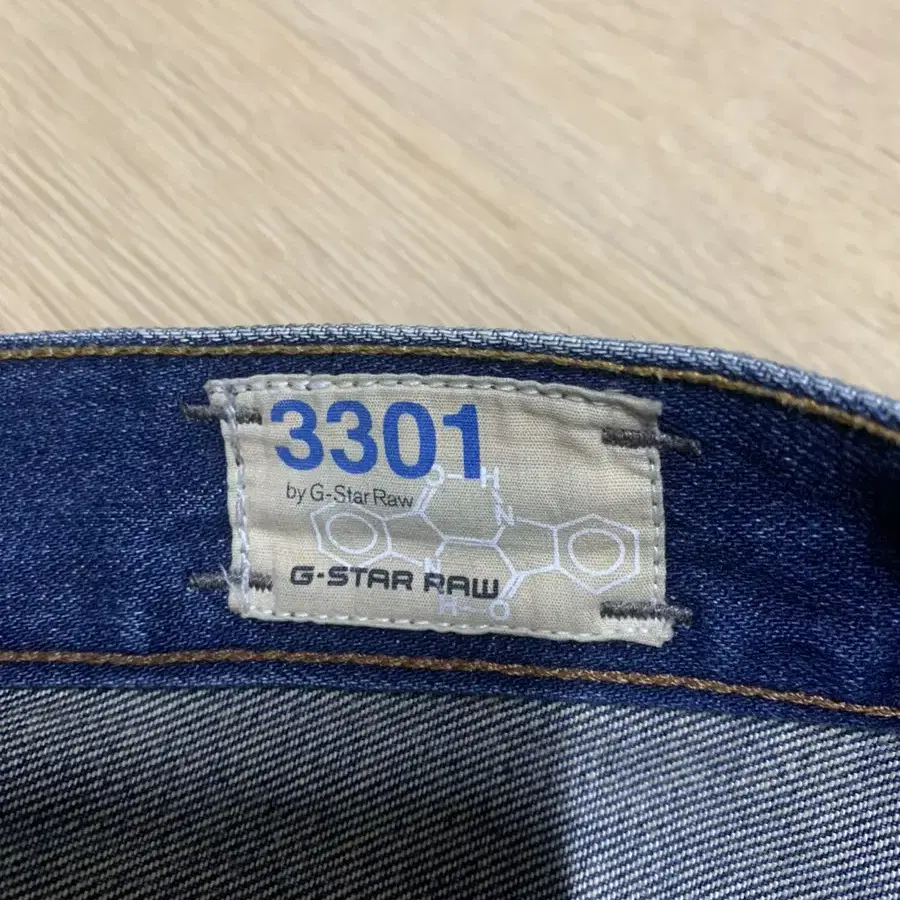 3301
by G-Star Raw
O H
N
G-STAR RAW
N
H O